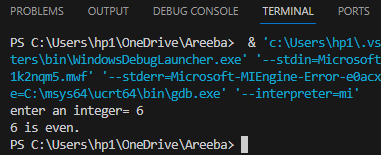 PROBLEMS OUTPUT DEBUG CONSOLE TERMINAL PORTS
PS C:\Users\hp1\OneDrive\Areeba> & 'c:\Users\hp1\.vs
ters\bin\WindowsDebugLauncher.exe' '--stdin=Microsoft
1k2nqm5.mwf' '--stderr=Microsoft-MIEngine-Error-e0acx
e=C:\msys64\ucrt64\bin\gdb.exe' '--interpreter=mi'
enter an integer= 6
6 is even.
PS C:\Users\hp1\OneDrive\Areeba>